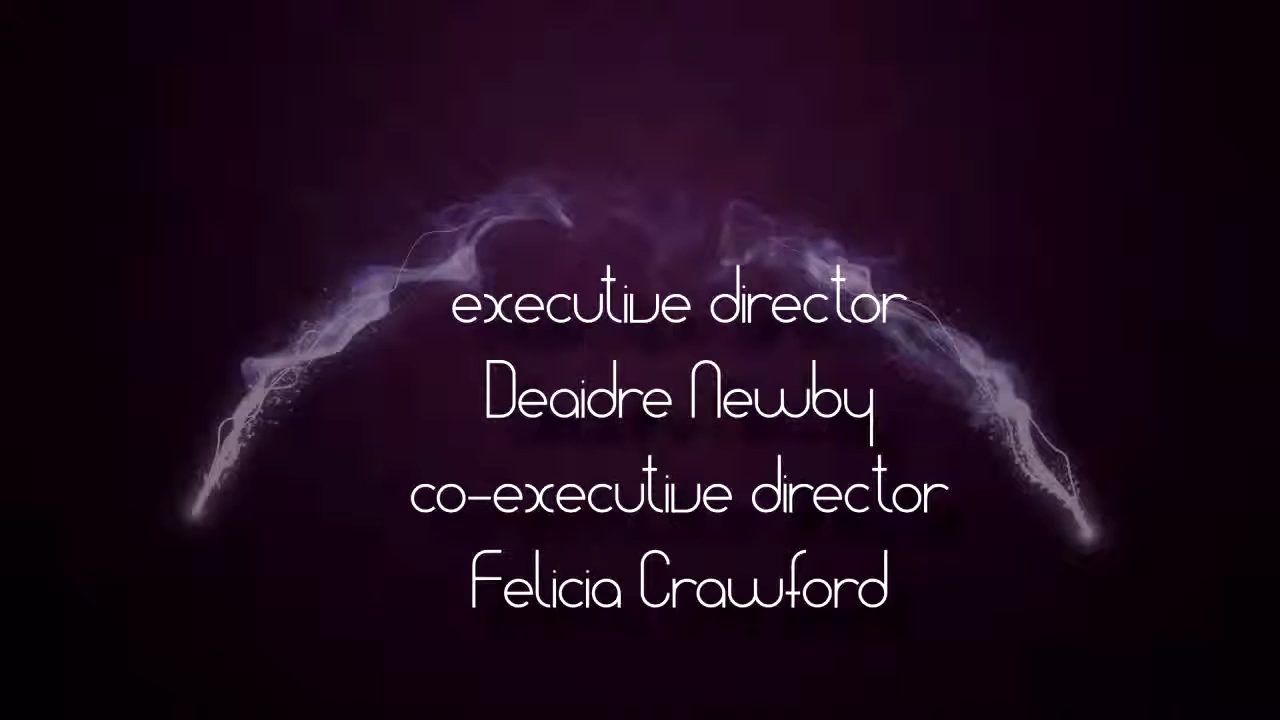 executive director
Deaidre Newby
co-executive director
Felicia Crawford